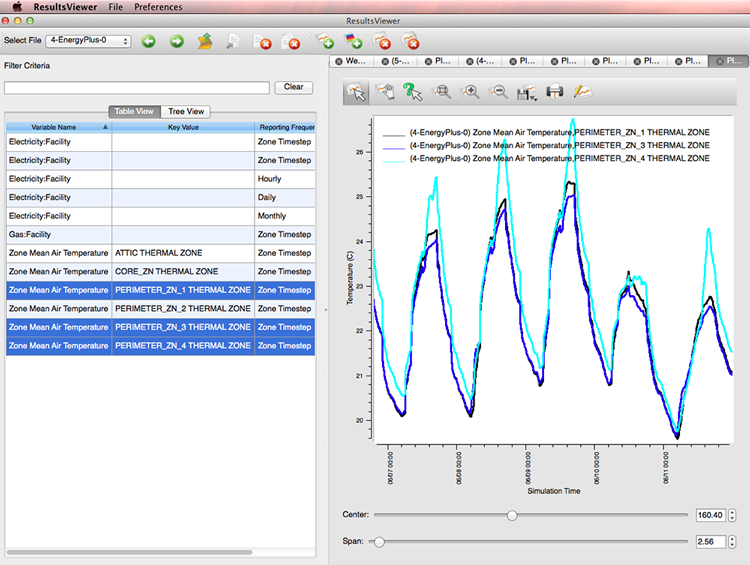 ResultsViewer File Preferences
ResultsViewer
Select File 4-EnergyPlus-0
Filter Criteria
Clear
Table View Tree View
Variable Name Key Value Reporting Frequer
Electricity:Facility Zone Timestep
Electricity:Facility Zone Timestep
Electricity:Facility Hourly
Electricity:Facility Daily
Electricity:Facility Monthly
Gas:Facility Zone Timestep
Zone Mean Air Temperature ATTIC THERMAL ZONE Zone Timestep
Zone Mean Air Temperature CORE_ZN THERMAL ZONE Zone Timestep
Zone Mean Air Temperature PERIMETER_ZN_1 THERMAL ZONE Zone Timestep
Zone Mean Air Temperature PERIMETER_ZN_2 THERMAL ZONE Zone Timestep
Zone Mean Air Temperature PERIMETER_ZN_3 THERMAL ZONE Zone Timestep
Zone Mean Air Temperature PERIMETER_ZN_4 THERMAL ZONE Zone Timestep
We... (5-... Pl... (4-... Pl... Pl... Pl... Pl... Pl... Pl...
(4-EnergyPlus-0) Zone Mean Air Temperature,PERIMETER_ZN_1 THERMAL ZONE
(4-EnergyPlus-0) Zone Mean Air Temperature,PERIMETER_ZN_3 THERMAL ZONE
(4-EnergyPlus-0) Zone Mean Air Temperature,PERIMETER_ZN_4 THERMAL ZONE
Temperature (C)
26
25
24
23
22
21
20
06/07 00:00
06/08 00:00
06/09 00:00
06/10 00:00
06/11 00:00
Simulation Time
Center: 160.40
Span: 2.56